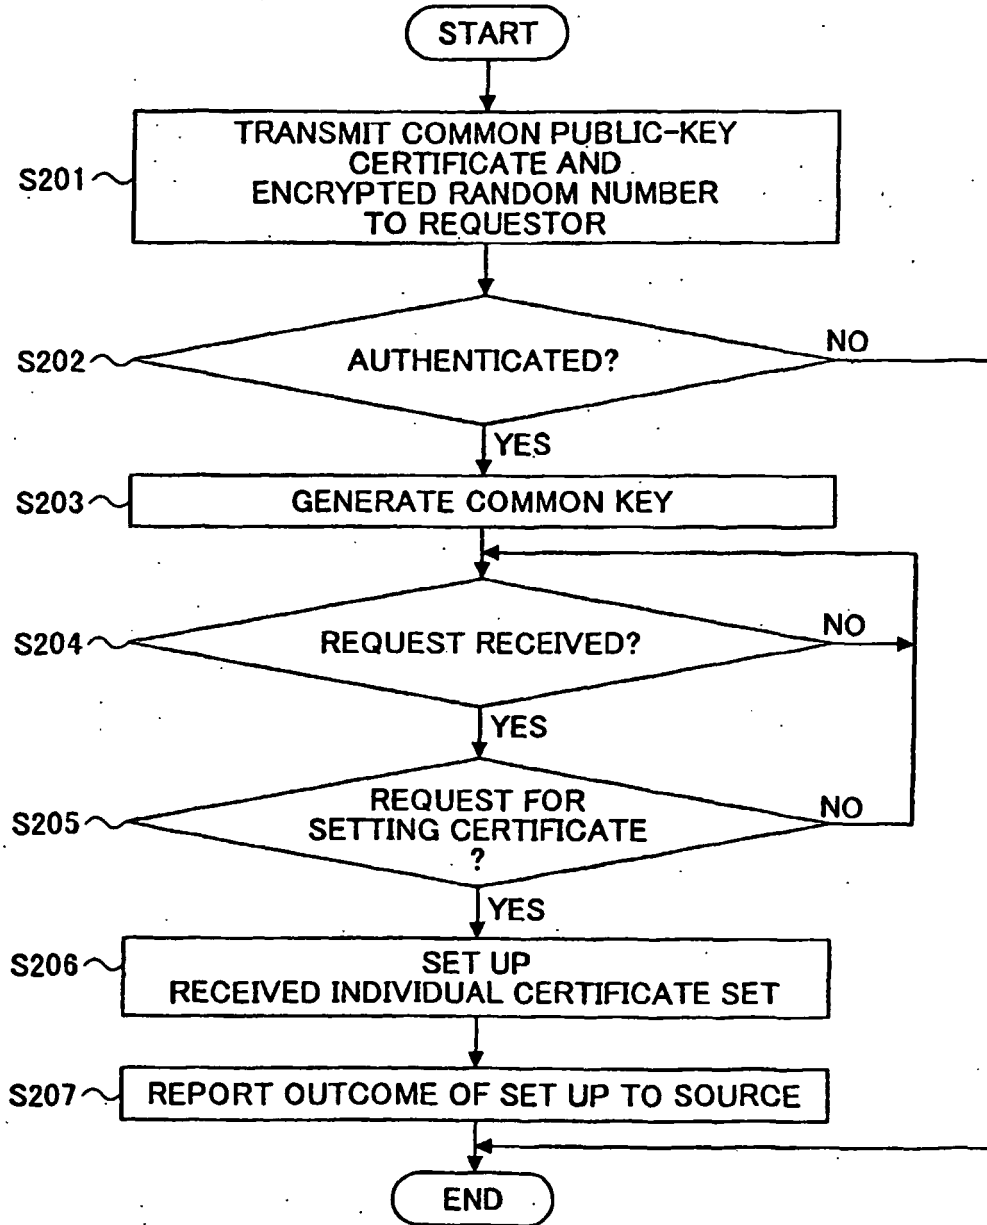 START
TRANSMIT COMMON PUBLIC-KEY
CERTIFICATE AND
ENCRYPTED RANDOM NUMBER
TO REQUESTOR
S201
AUTHENTICATED?
S202
NO
YES
GENERATE COMMON KEY
S203
REQUEST RECEIVED?
S204
NO
YES
REQUEST FOR
SETTING CERTIFICATE
?
S205
NO
YES
SET UP
RECEIVED INDIVIDUAL CERTIFICATE SET
S206
REPORT OUTCOME OF SET UP TO SOURCE
S207
END